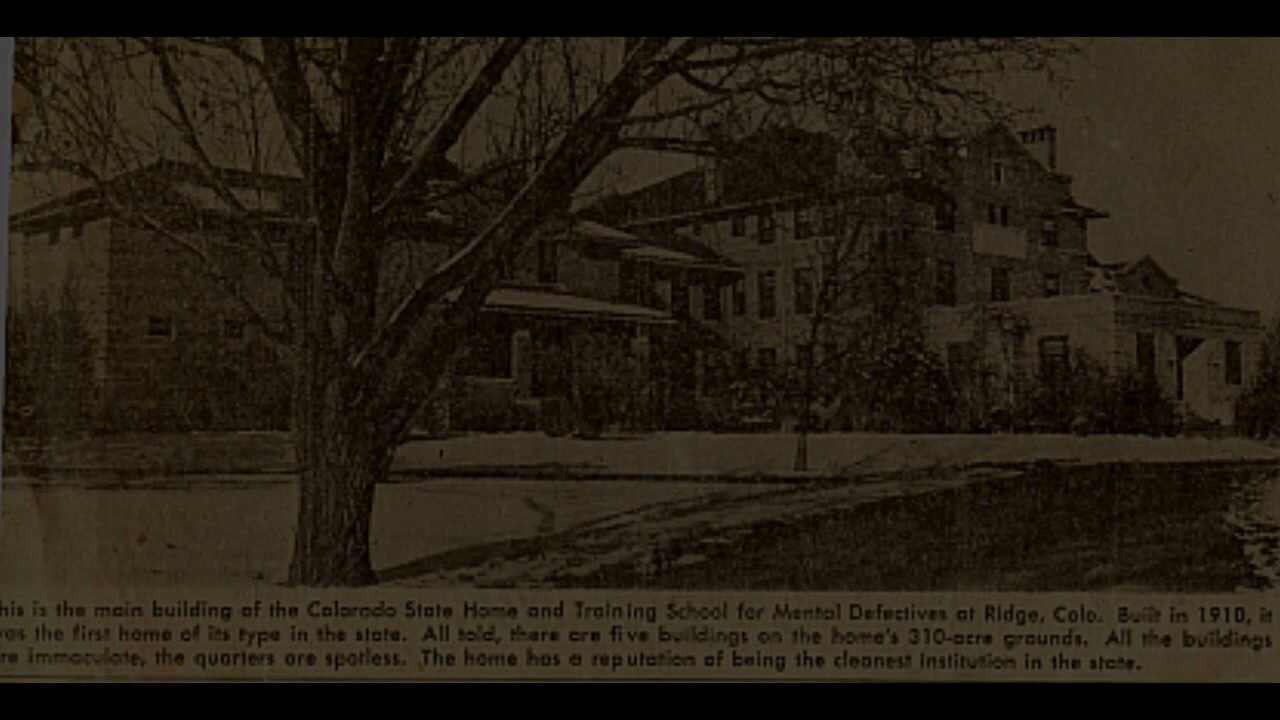 his is the main building of the Colorado State Home and Training School for Mental Defectives at Ridge, Colo. Built in 1910, it
as the first home of its type in the state. All told, there are five buildings on the home's 310-acre grounds. All the buildings
re immaculate, the quarters are spotless. The home has a reputation of being the cleanest institution in the state.